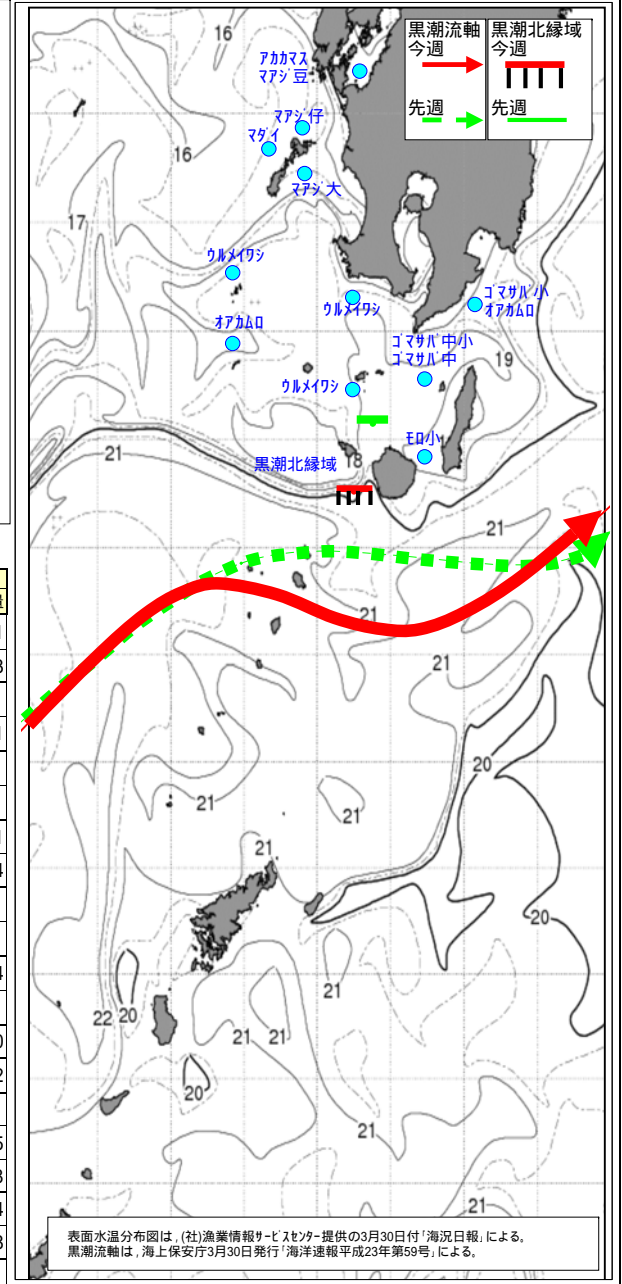 黒潮流軸
今週
先週
黒潮北縁域
今週
先週
16
アカカマス
マアジ豆
マアジ仔
マダイ
16
マアジ大
17
ウルメイワシ
ウルメイワシ
ゴマサバ小
オアカムロ
オアカムロ
ゴマサバ中小
ゴマサバ中
19
ウルメイワシ
モロ小
21
黒潮北縁域
18
21
21
21
20
21
21
21
20
21
22
20
21
21
20
21
21
表面水温分布図は，(社)漁業情報サービスセンター提供の3月30日付「海況日報」による。
黒潮流軸は，海上保安庁3月30日発行「海洋速報平成23年第59号」による。